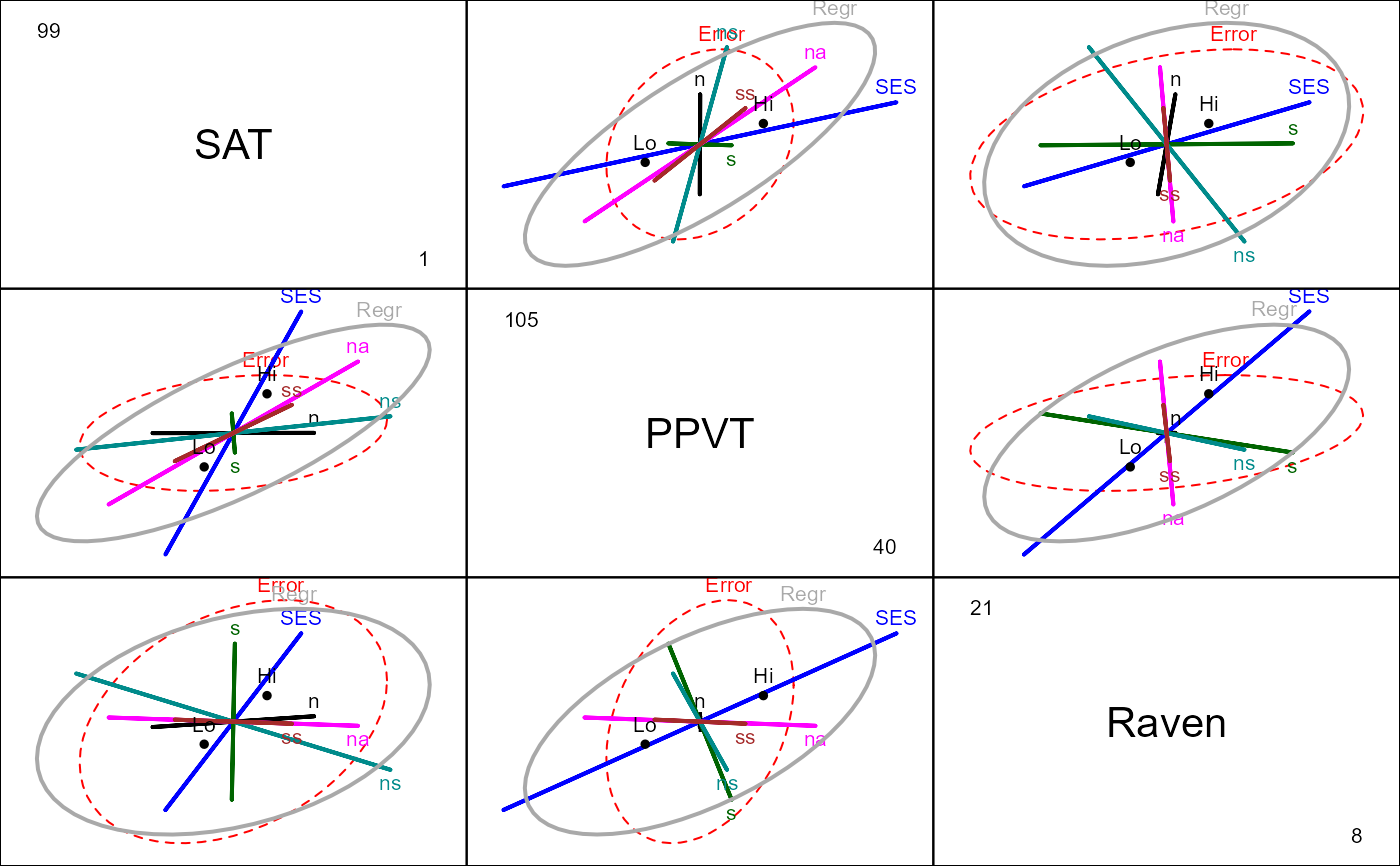 99
SAT
1
Regr
Error
ns
na
n
ss
SES
Hi
Lo
s
Regr
Error
n
SES
Hi
s
Lo
ss
na
ns
SES
Regr
na
Error
Hi
ss
ns
n
Lo
s
105
PPVT
40
SES
Regr
Error
Hi
n
Lo
ns
s
ss
na
Error
Regr
SES
s
Hi
n
Lo
ss
na
ns
Error
Regr
SES
Hi
n
Lo
ss
na
ns
s
21
Raven
8